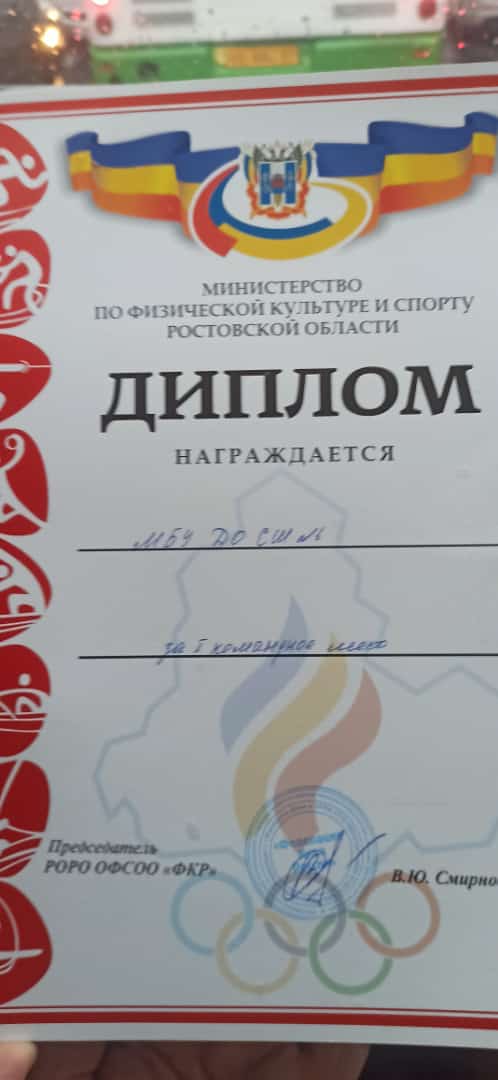 МИНИСТЕРСТВО
ПО ФИЗИЧЕСКОЙ КУЛЬТУРЕ И СПОРТУ
РОСТОВСКОЙ ОБЛАСТИ
ДИПЛОМ
НАГРАЖДАЕТСЯ
МБУ ДО СШ
за I командное место
Председатель
РОРО ОФСОО «ФКР»
В.Ю. Смирно